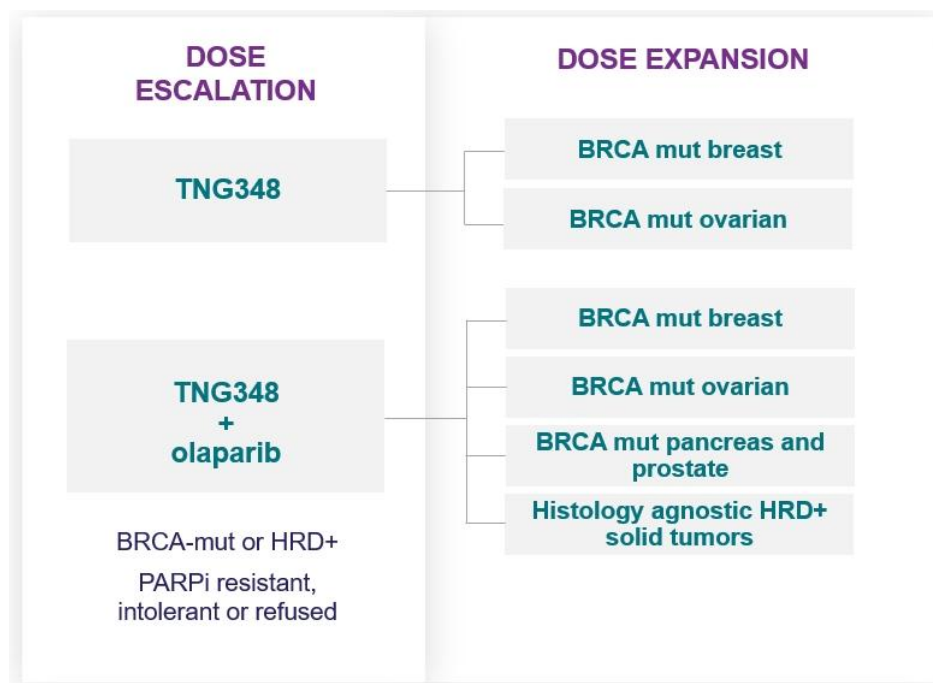 DOSE
ESCALATION
TNG348
TNG348
+
olaparib
BRCA-mut or HRD+
PARPi resistant,
intolerant or refused
DOSE EXPANSION
BRCA mut breast
BRCA mut ovarian
BRCA mut breast
BRCA mut ovarian
BRCA mut pancreas and
prostate
Histology agnostic HRD+
solid tumors